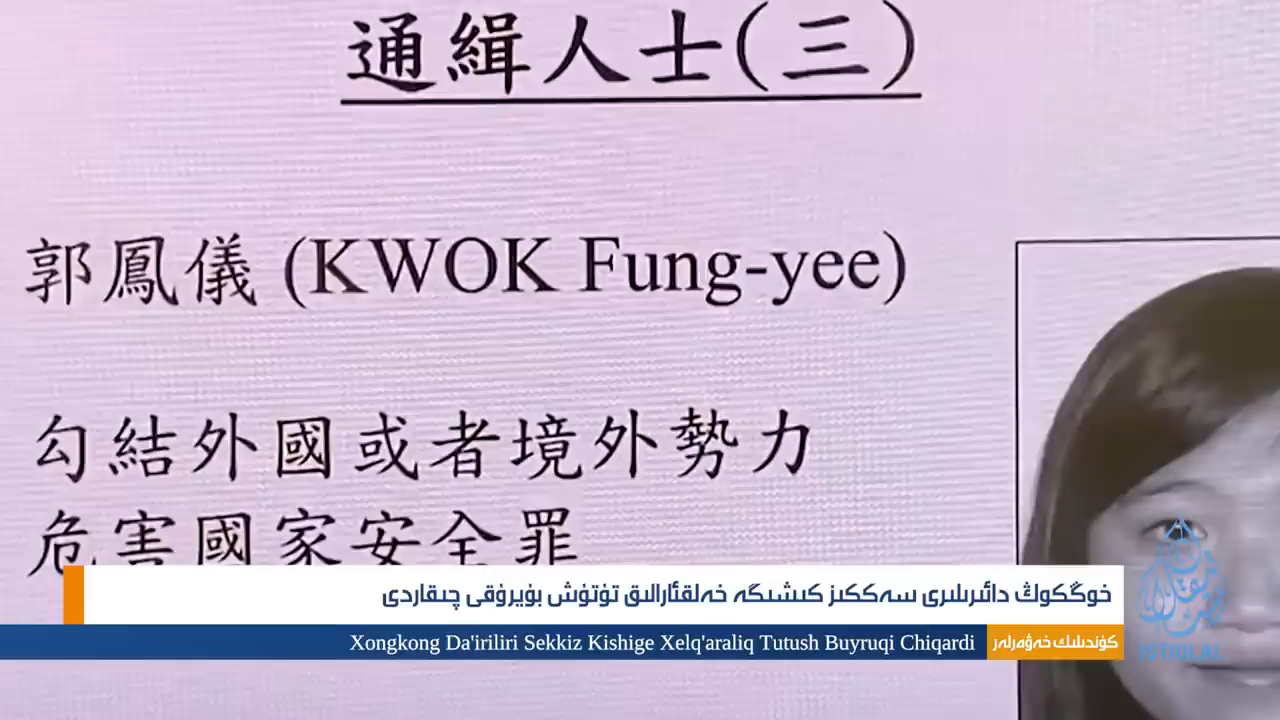 通緝人士(三)
郭鳳儀 (KWOK Fung-yee)
勾結外國或者境外勢力
危害國家安全罪
خوڭكوڭ دائىرىلىرى سەككىز كىشىگە خەلقئارالىق تۇتۇش بۇيرۇقى چىقاردى
Xongkong Da'iriliri Sekkiz Kishige Xelq'araliq Tutush Buyruqi Chiqardi
كۈندىلىك خەۋەرلەر
ISTIQLAL